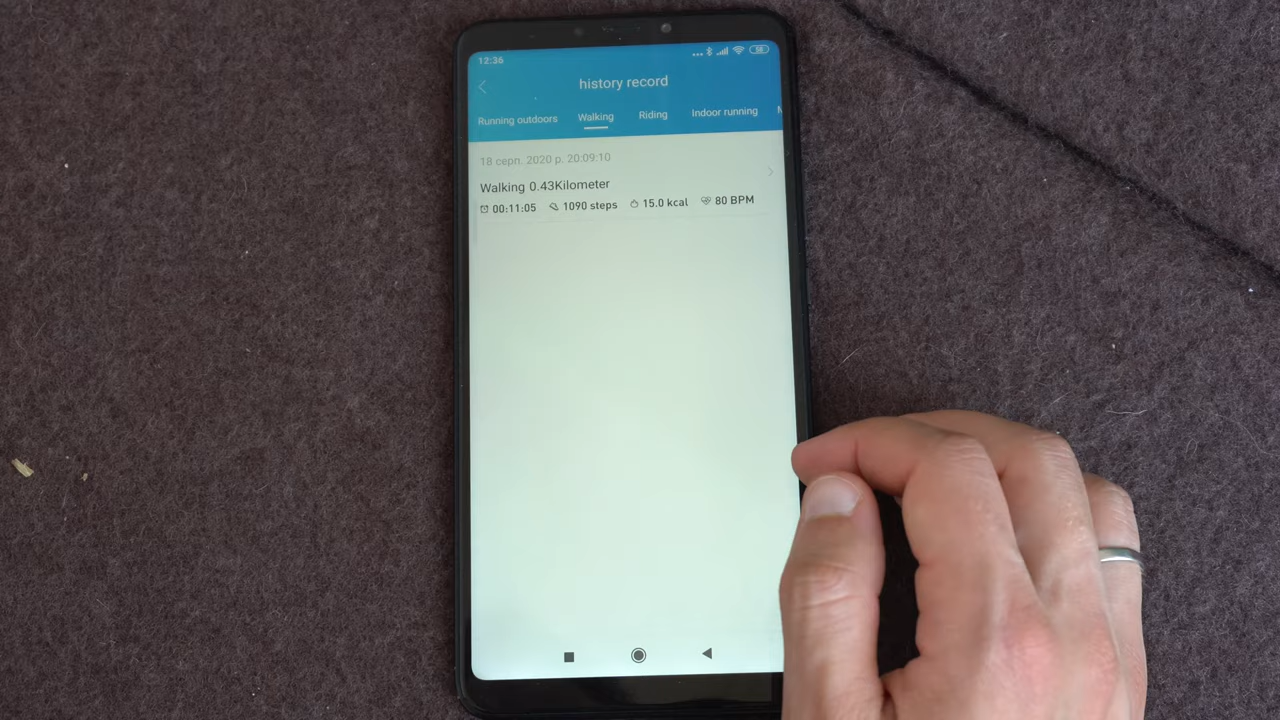 12:36 58
history record
Running outdoors Walking Riding Indoor running
18 серп. 2020 р. 20:09:10
Walking 0.43Kilometer
00:11:05 1090 steps 15.0 kcal 80 BPM